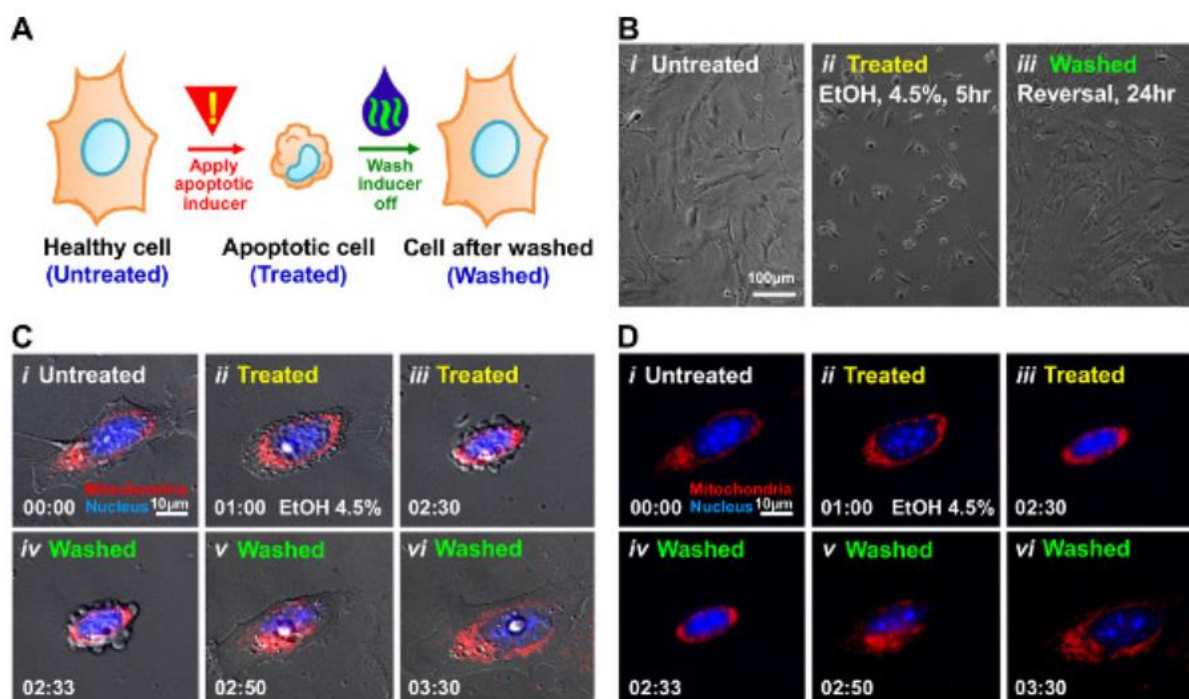 A
!
Apply
apoptotic
inducer
Wash
inducer
off
Healthy cell
(Untreated)
Apoptotic cell
(Treated)
Cell after washed
(Washed)
B
i Untreated
100μm
ii Treated
EtOH, 4.5%, 5hr
iii Washed
Reversal, 24hr
C
i Untreated
Mitochondria
Nucleus
10μm
00:00
ii Treated
01:00 EtOH 4.5%
iii Treated
02:30
iv Washed
02:33
v Washed
02:50
vi Washed
03:30
D
i Untreated
Mitochondria
Nucleus
10μm
00:00
ii Treated
01:00 EtOH 4.5%
iii Treated
02:30
iv Washed
02:33
v Washed
02:50
vi Washed
03:30